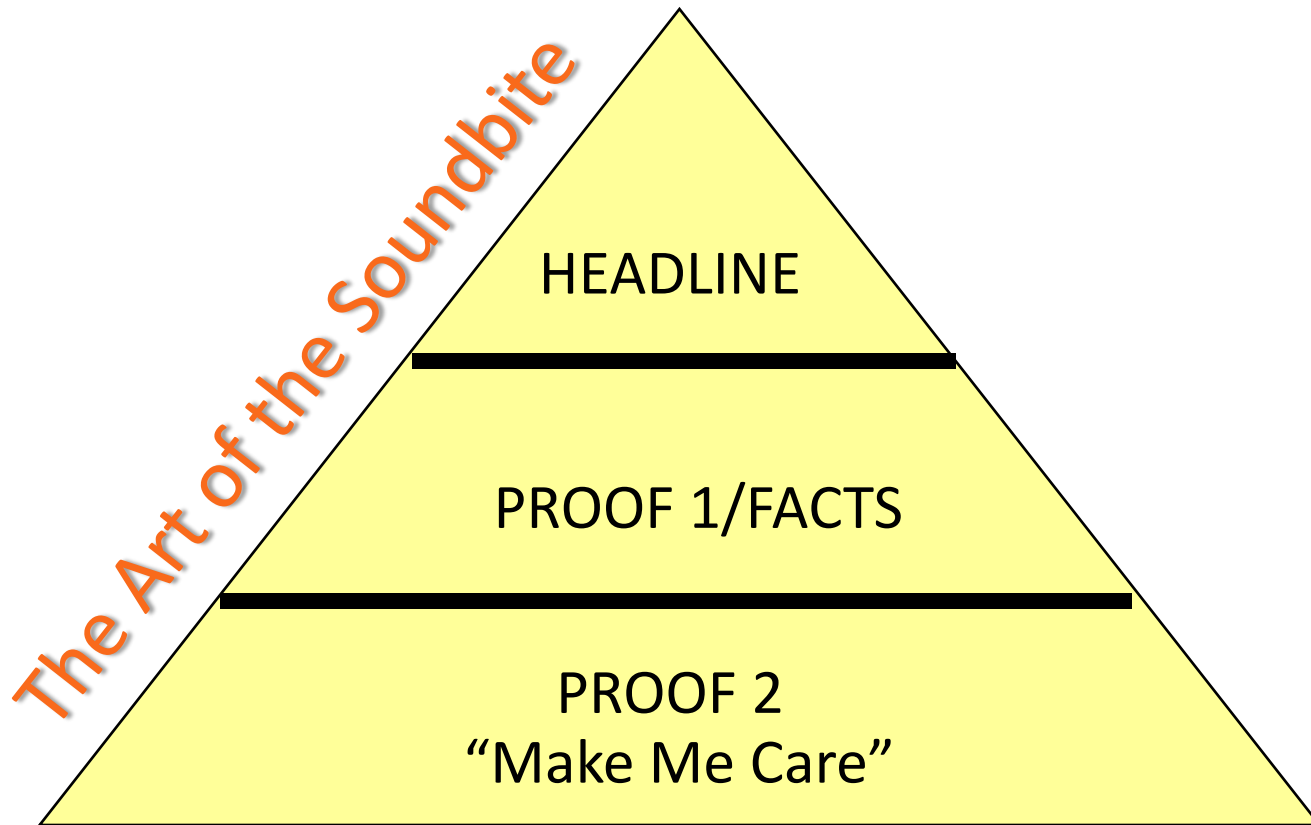 The Art of the Soundbite
HEADLINE
PROOF 1/FACTS
PROOF 2
“Make Me Care”